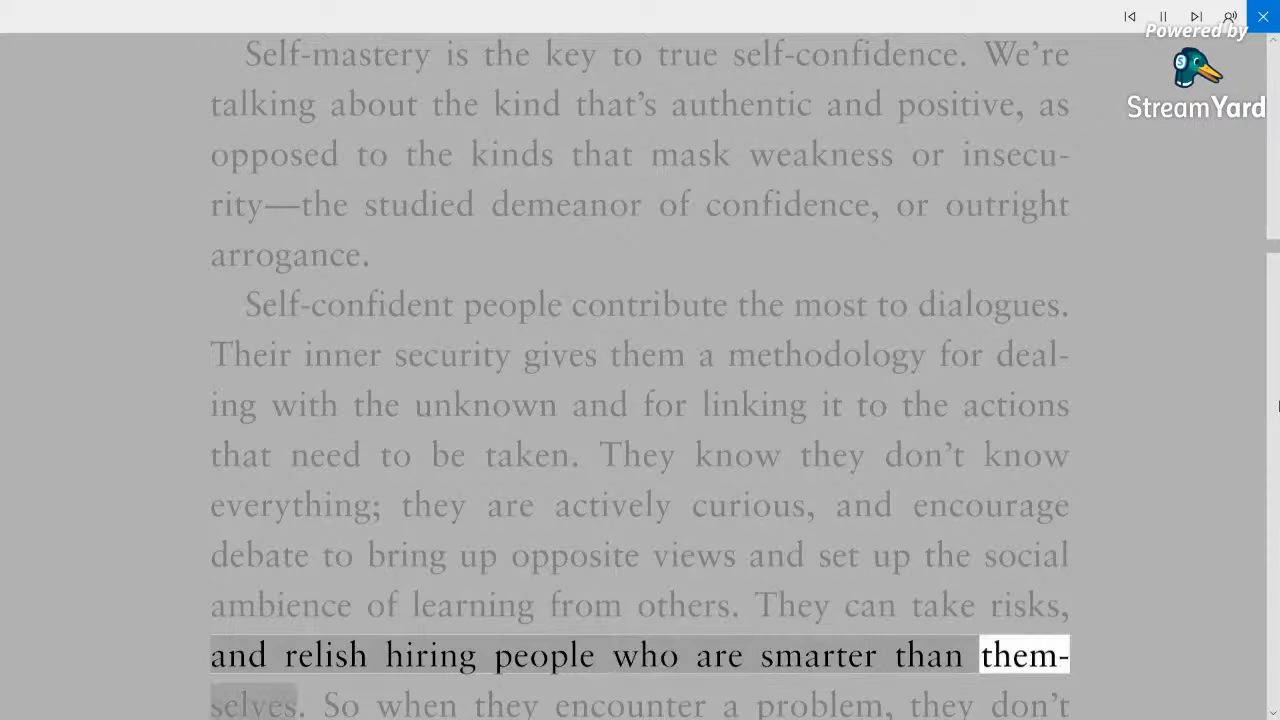 Powered by
StreamYard
Self-mastery is the key to true self-confidence. We’re
talking about the kind that’s authentic and positive, as
opposed to the kinds that mask weakness or insecu-
rity—the studied demeanor of confidence, or outright
arrogance.
Self-confident people contribute the most to dialogues.
Their inner security gives them a methodology for deal-
ing with the unknown and for linking it to the actions
that need to be taken. They know they don’t know
everything; they are actively curious, and encourage
debate to bring up opposite views and set up the social
ambience of learning from others. They can take risks,
and relish hiring people who are smarter than them-
selves. So when they encounter a problem, they don’t